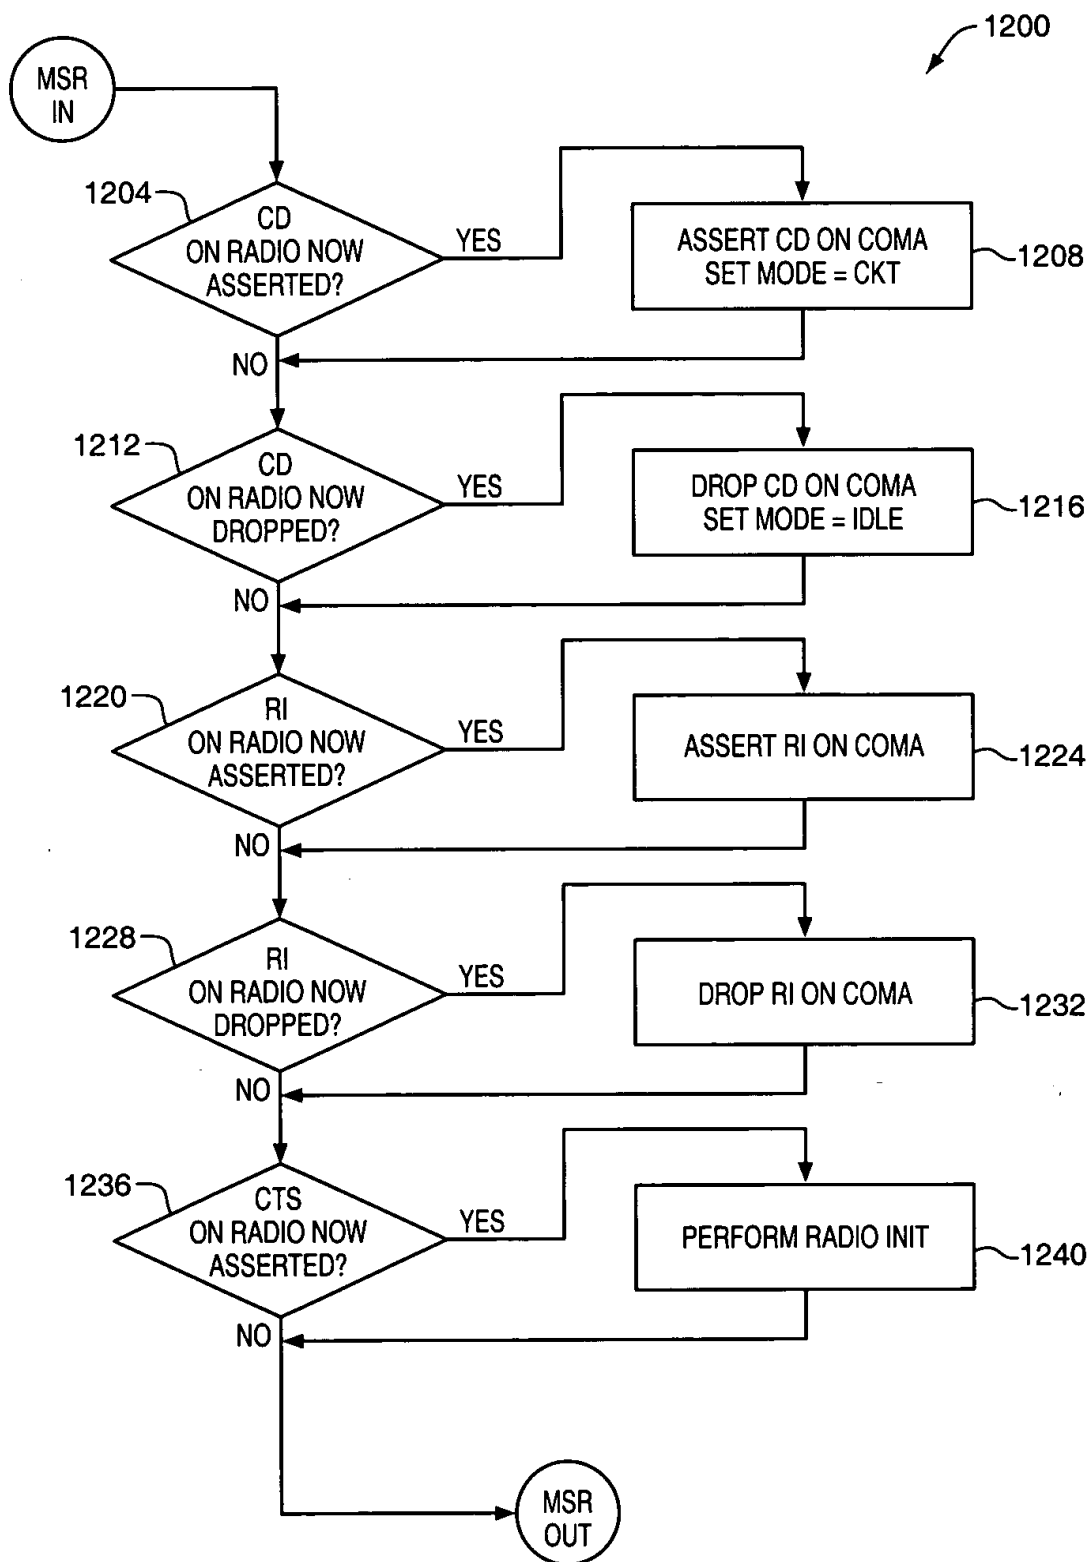 1200
MSR
IN
1204
CD
ON RADIO NOW
ASSERTED?
YES
ASSERT CD ON COMA
SET MODE = CKT
1208
NO
1212
CD
ON RADIO NOW
DROPPED?
YES
DROP CD ON COMA
SET MODE = IDLE
1216
NO
1220
RI
ON RADIO NOW
ASSERTED?
YES
ASSERT RI ON COMA
1224
NO
1228
RI
ON RADIO NOW
DROPPED?
YES
DROP RI ON COMA
1232
NO
1236
CTS
ON RADIO NOW
ASSERTED?
YES
PERFORM RADIO INIT
1240
NO
MSR
OUT